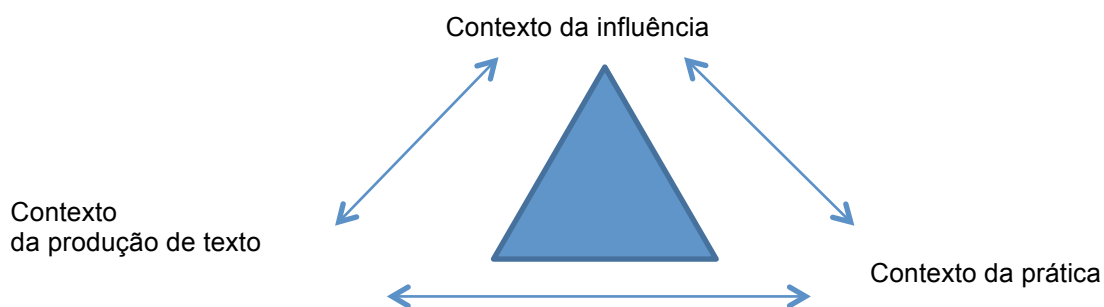 Contexto da influência
Contexto
da produção de texto
Contexto da prática